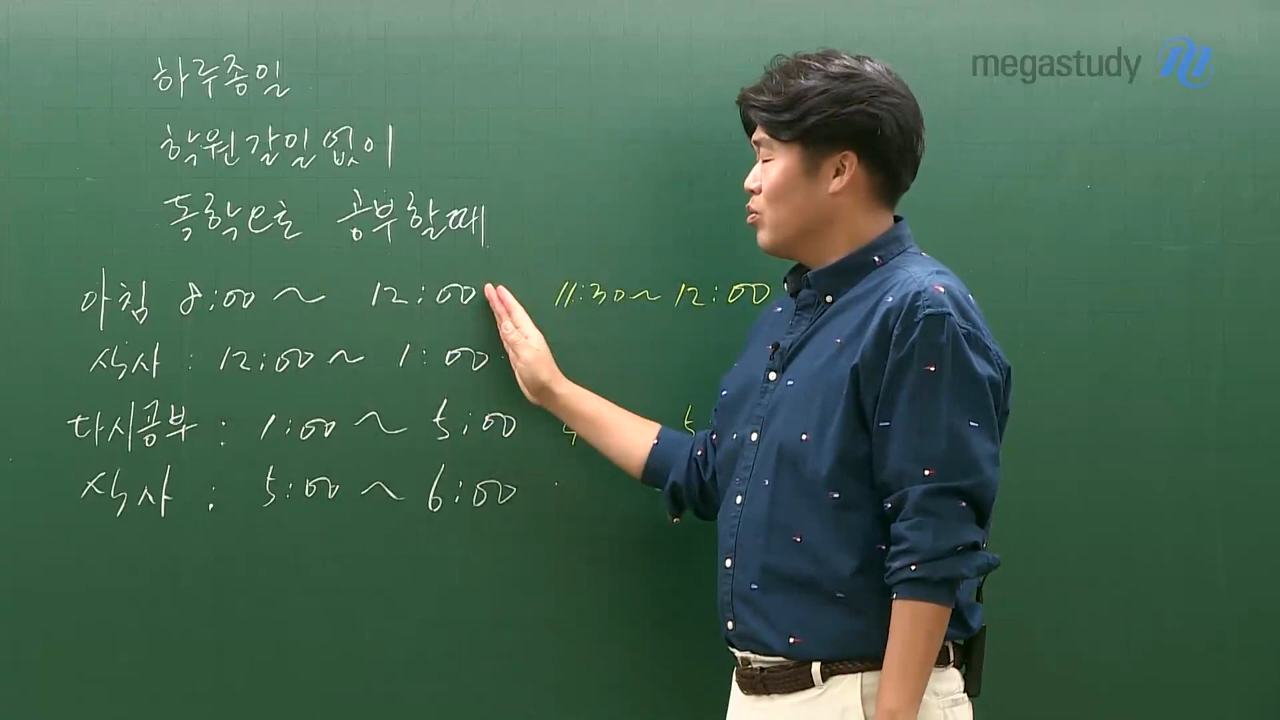 megastudy
하루종일
학원갈일없이
독학으로 공부할때
아침 8:00 ~ 12:00 11:30 ~ 12:00
식사 : 12:00 ~ 1:00
다시공부 : 1:00 ~ 5:00 4 5
식사 : 5:00 ~ 6:00